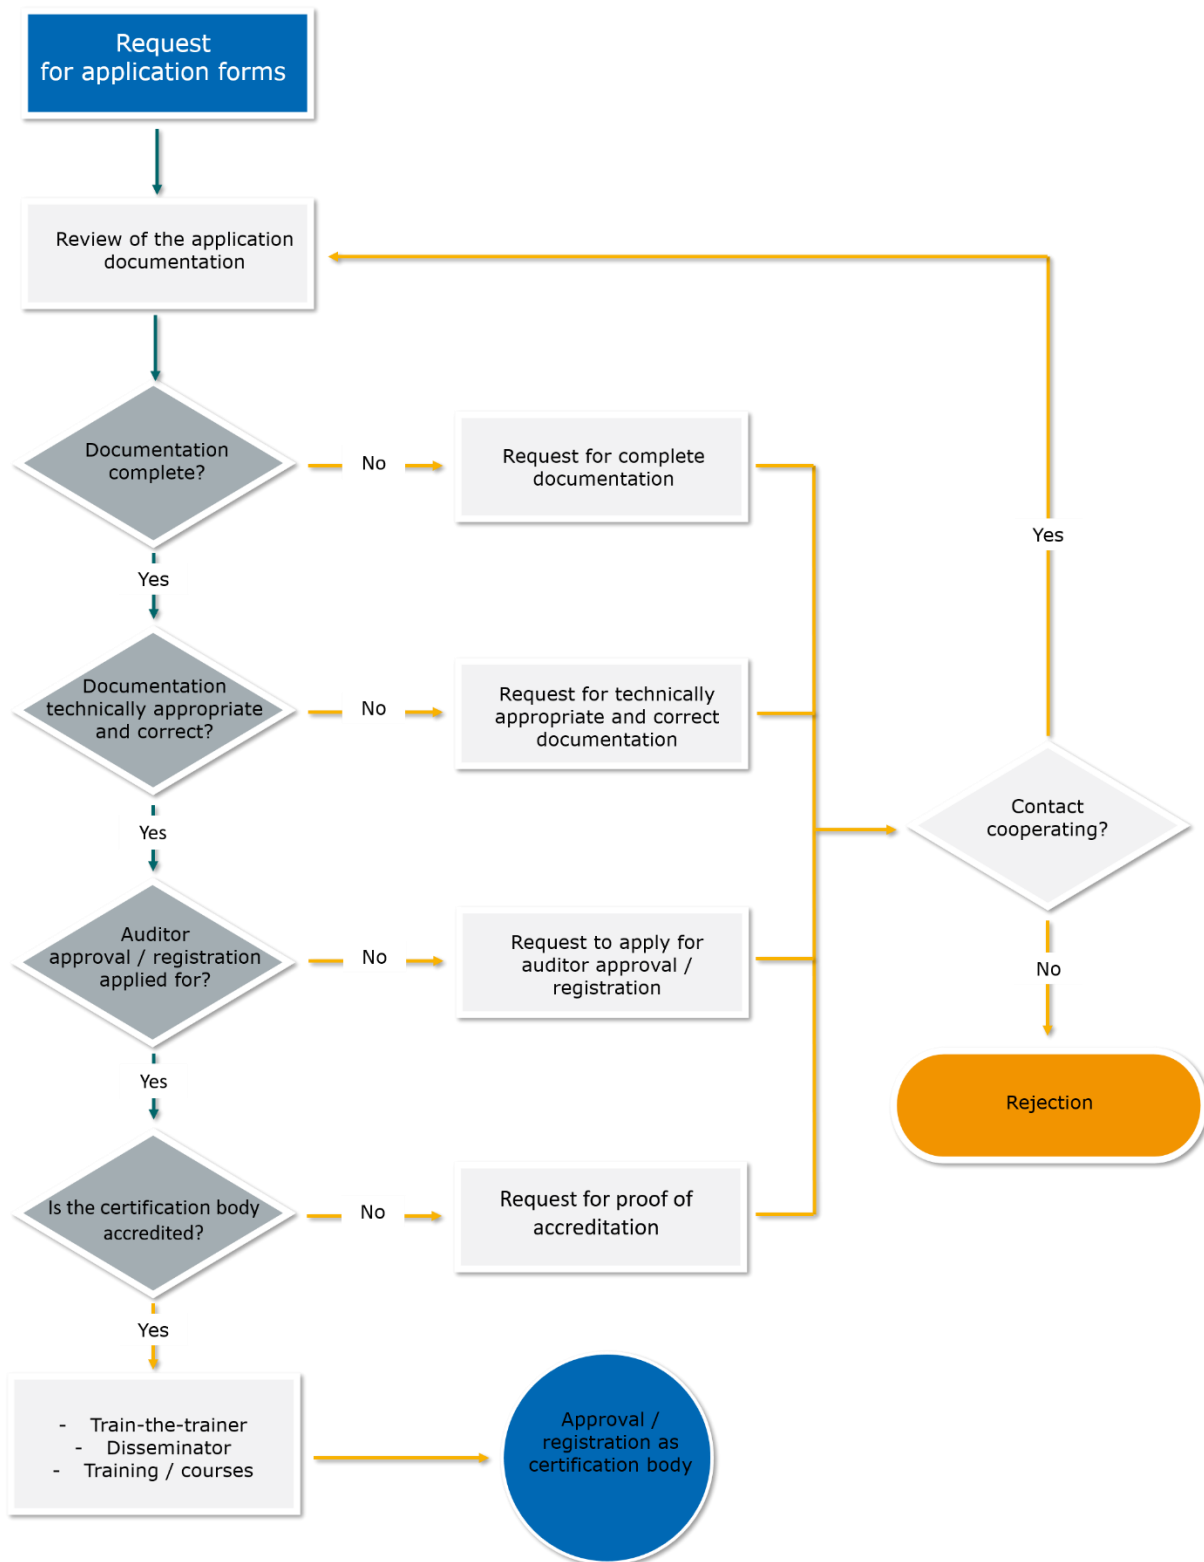 Request
for application forms
Review of the application
documentation
Documentation
complete?
No
Request for complete
documentation
Yes
Yes
Documentation
technically appropriate
and correct?
No
Request for technically
appropriate and correct
documentation
Contact
cooperating?
Yes
Auditor
approval / registration
applied for?
No
Request to apply for
auditor approval /
registration
No
Yes
Rejection
Is the certification body
accredited?
No
Request for proof of
accreditation
Yes
- Train-the-trainer
- Disseminator
- Training / courses
Approval /
registration as
certification body